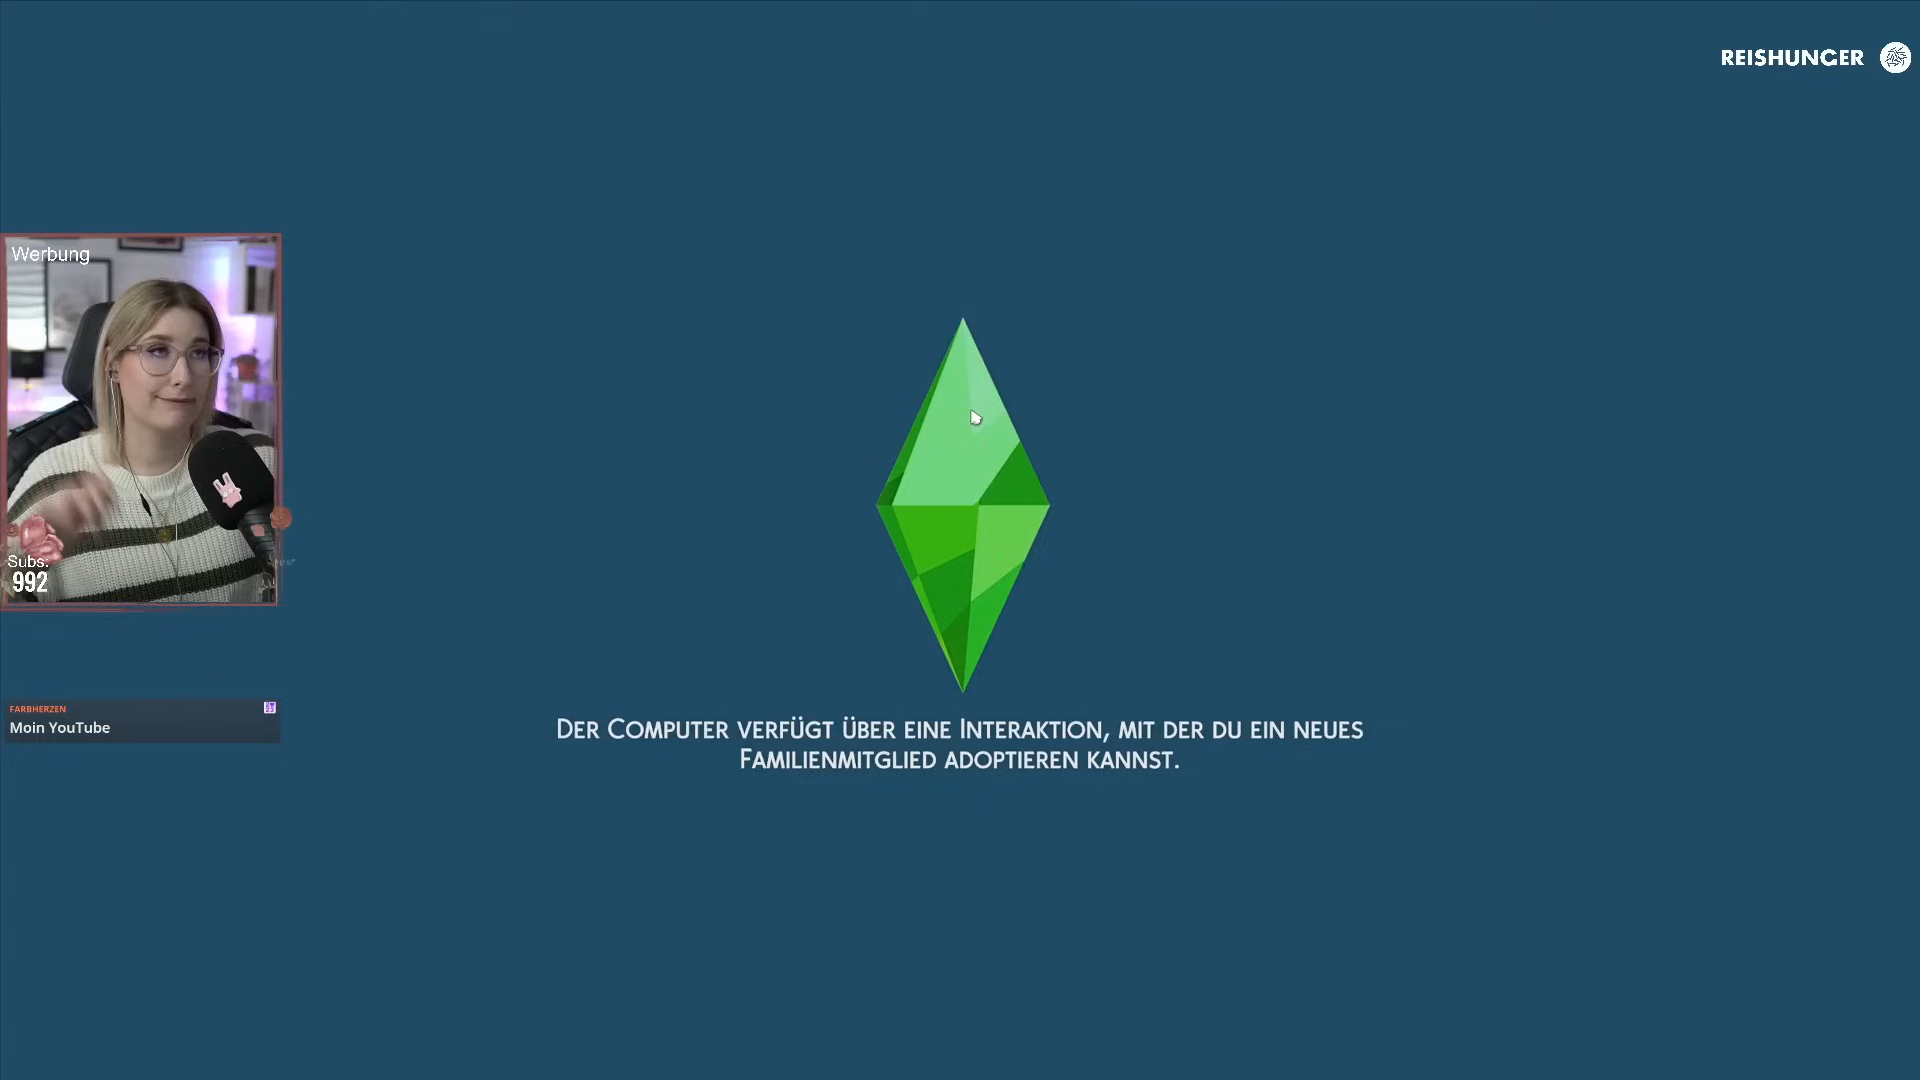 REISHUNGER
Werbung
Subs:
992
FARBHERZEN
Moin YouTube
DER COMPUTER VERFÜGT ÜBER EINE INTERAKTION, MIT DER DU EIN NEUES
FAMILIENMITGLIED ADOPTIEREN KANNST.